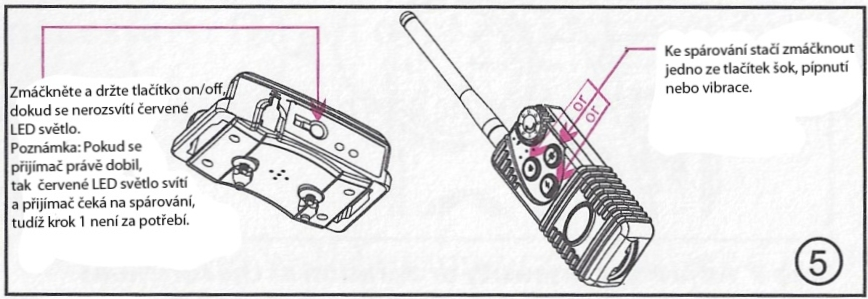 Zmáčkněte a držte tlačítko on/off,
dokud se nerozsvítí červené
LED světlo.
Poznámka: Pokud se
přijímač právě dobil,
tak červené LED světlo svítí
a přijímač čeká na spárování,
tudíž krok 1 není za potřebí.
or
or
Ke spárování stačí zmáčknout
jedno ze tlačítek šok, pípnutí
nebo vibrace.
5